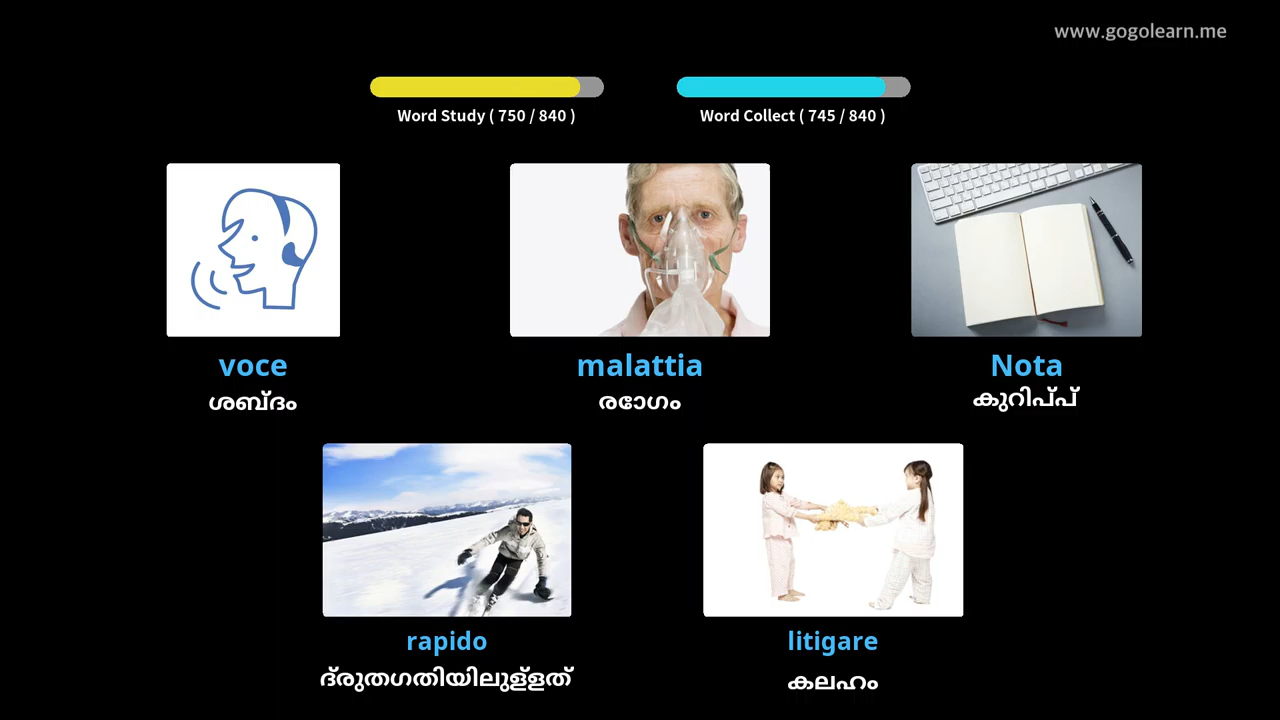 www.gogolearn.me
Word Study ( 750 / 840 )
Word Collect ( 745 / 840 )
voce
ശബ്ദം
malattia
രോഗം
Nota
കുറിപ്പ്
rapido
ദ്രുതഗതിയിലുള്ളത്
litigare
കലഹം